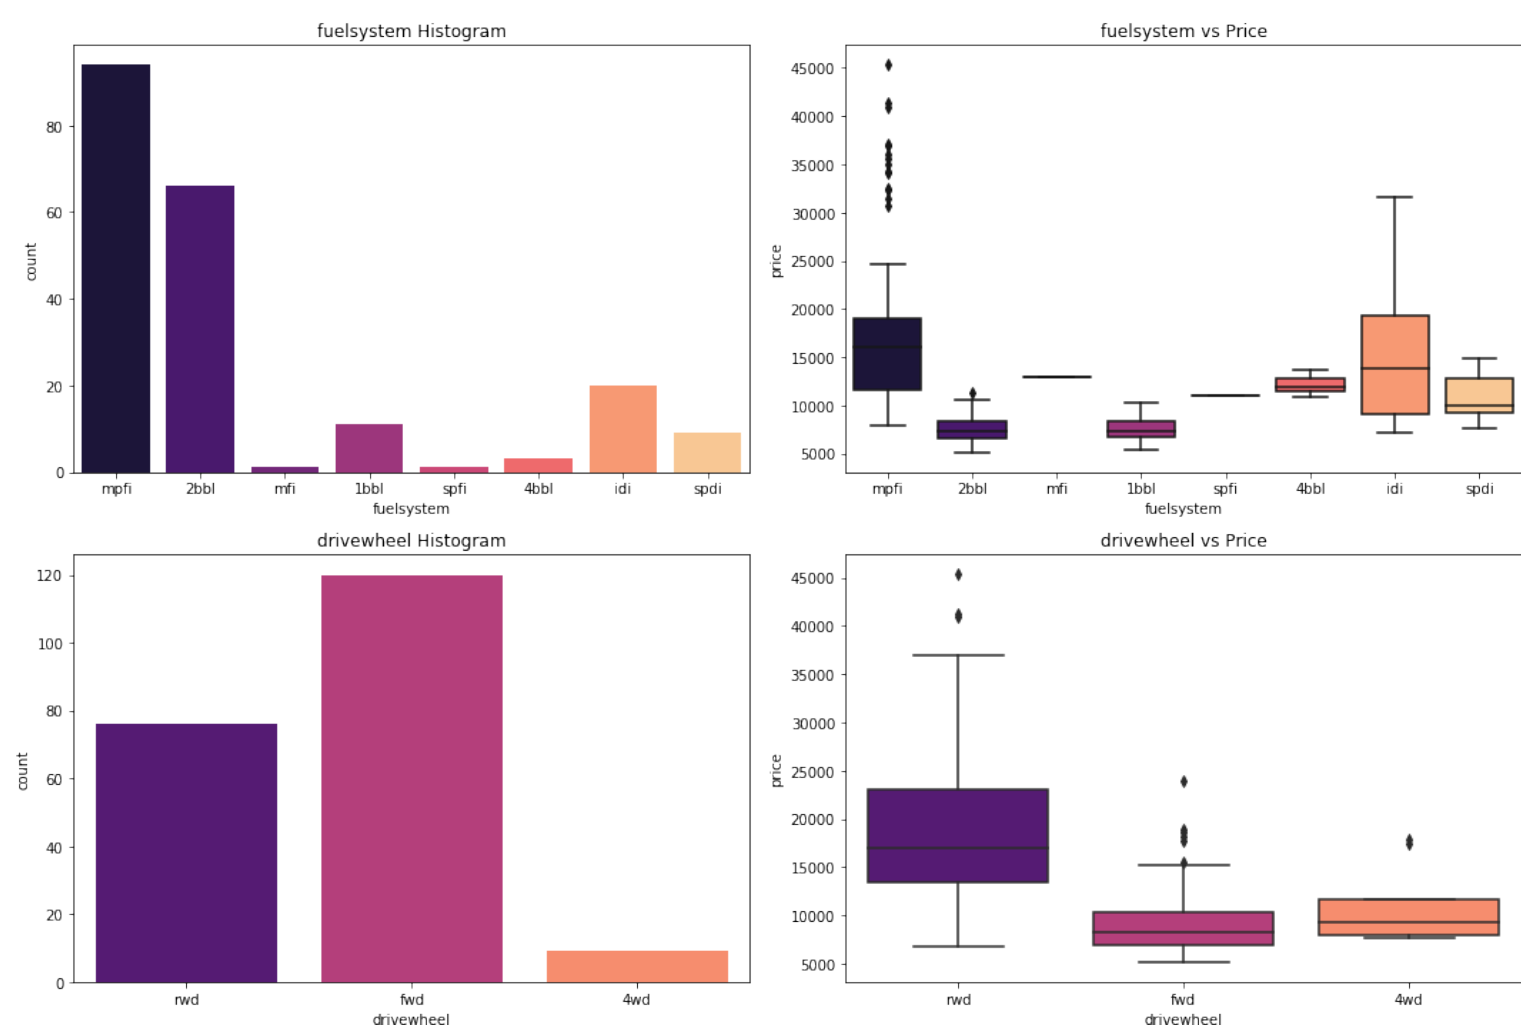 fuelsystem Histogram
count
80
60
40
20
0
mpfi 2bbl mfi 1bbl spfi 4bbl idi spdi
fuelsystem
fuelsystem vs Price
price
45000
40000
35000
30000
25000
20000
15000
10000
5000
mpfi 2bbl mfi 1bbl spfi 4bbl idi spdi
fuelsystem
drivewheel Histogram
count
120
100
80
60
40
20
0
rwd fwd 4wd
drivewheel
drivewheel vs Price
price
45000
40000
35000
30000
25000
20000
15000
10000
5000
rwd fwd 4wd
drivewheel